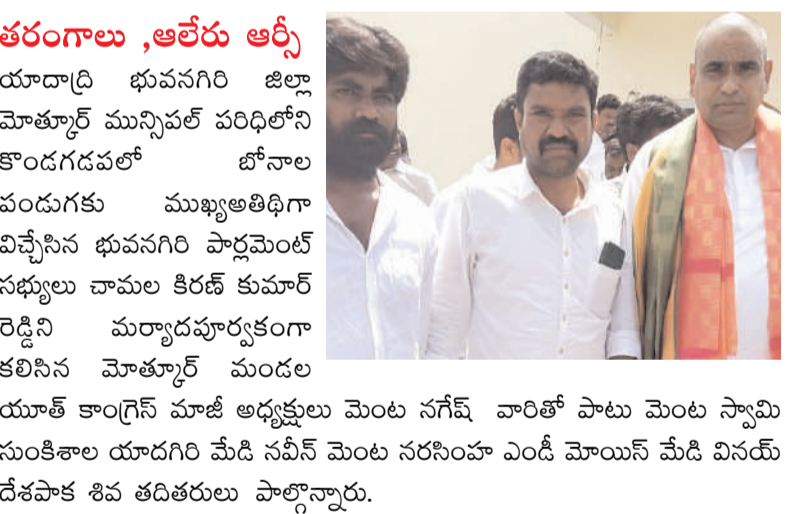 తరంగాలు ,ఆలేరు ఆర్సీ
యాదాద్రి భువనగిరి జిల్లా
మోత్కూర్ మున్సిపల్ పరిధిలోని
కొండగడపలో బోనాల
పండుగకు ముఖ్యఅతిథిగా
విచ్చేసిన భువనగిరి పార్లమెంట్
సభ్యులు చామల కిరణ్ కుమార్
రెడ్డిని మర్యాదపూర్వకంగా
కలిసిన మోత్కూర్ మండల
యూత్ కాంగ్రెస్ మాజీ అధ్యక్షులు మెంట నగేష్ వారితో పాటు మెంట స్వామి
సుంకిశాల యాదగిరి మేడి నవీన్ మెంట నరసింహ ఎండీ మోయిస్ మేడి వినయ్
దేశపాక శివ తదితరులు పాల్గొన్నారు.